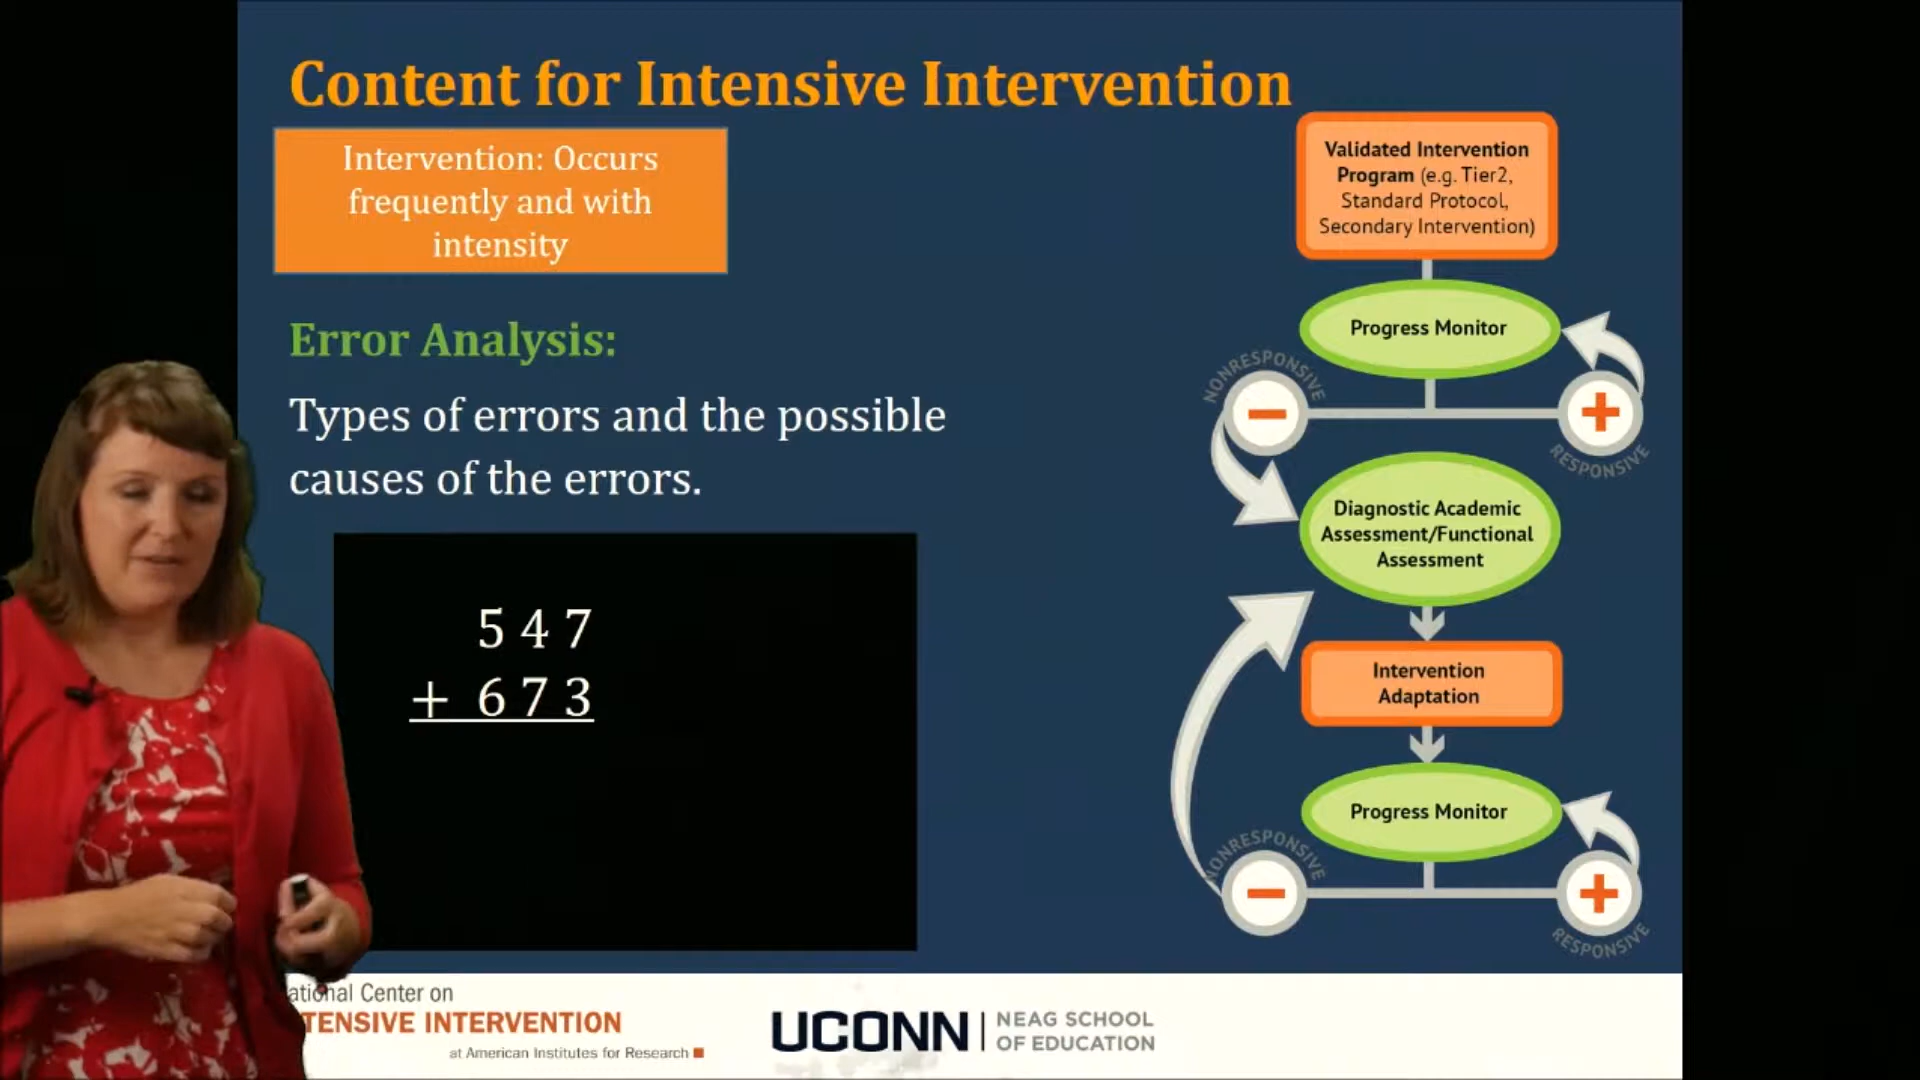 Content for Intensive Intervention
Intervention: Occurs
frequently and with
intensity
Error Analysis:
Types of errors and the possible
causes of the errors.
5 4 7
+ 6 7 3
Validated Intervention
Program (e.g. Tier2,
Standard Protocol,
Secondary Intervention)
Progress Monitor
NONRESPONSIVE
RESPONSIVE
Diagnostic Academic
Assessment/Functional
Assessment
Intervention
Adaptation
Progress Monitor
NONRESPONSIVE
RESPONSIVE
ational Center on
TENSIVE INTERVENTION
at American Institutes for Research
UCONN
NEAG SCHOOL
OF EDUCATION